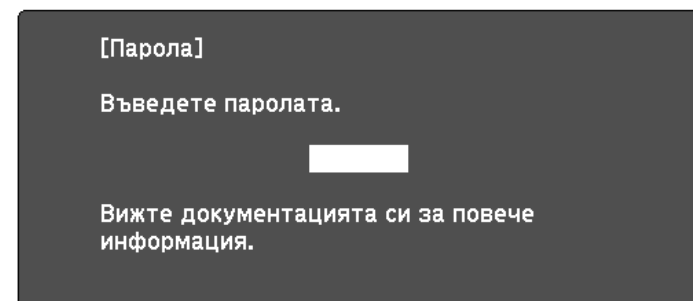 [Парола]
Въведете паролата.
Вижте документацията си за повече
информация.